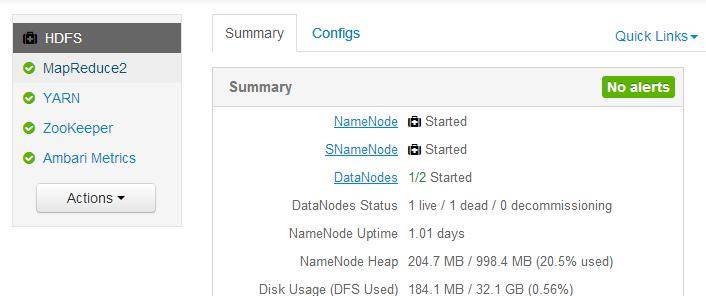 HDFS
MapReduce2
YARN
ZooKeeper
Ambari Metrics
Actions
Summary
Configs
Quick Links
Summary
No alerts
NameNode Started
SNameNode Started
DataNodes 1/2 Started
DataNodes Status 1 live / 1 dead / 0 decommissioning
NameNode Uptime 1.01 days
NameNode Heap 204.7 MB / 998.4 MB (20.5% used)
Disk Usage (DFS Used) 184.1 MB / 32.1 GB (0.56%)